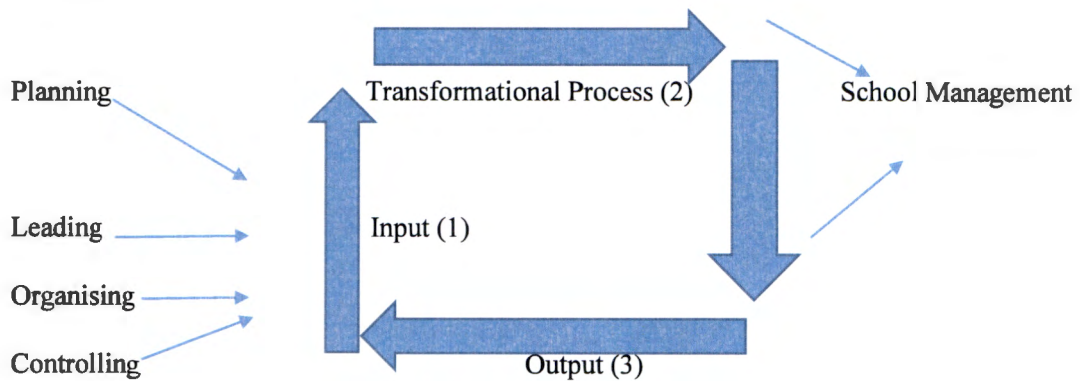 Planning
Transformational Process (2)
School Management
Leading
Input (1)
Organising
Controlling
Output (3)